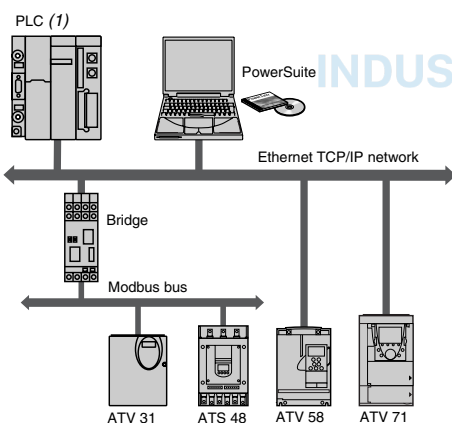 PLC (1)
PowerSuite
INDUS
Ethernet TCP/IP network
Bridge
Modbus bus
ATV 31
ATS 48
ATV 58
ATV 71